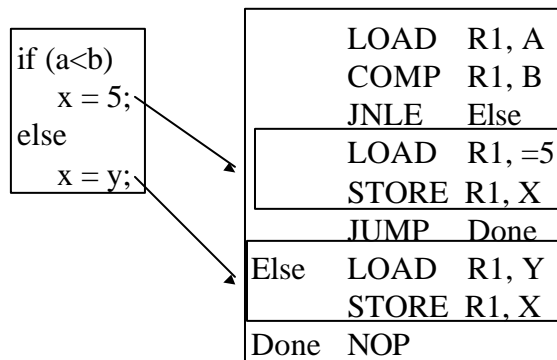 if (a<b)
x = 5;
else
x = y;
LOAD R1, A
COMP R1, B
JNLE Else
LOAD R1, =5
STORE R1, X
JUMP Done
Else LOAD R1, Y
STORE R1, X
Done NOP